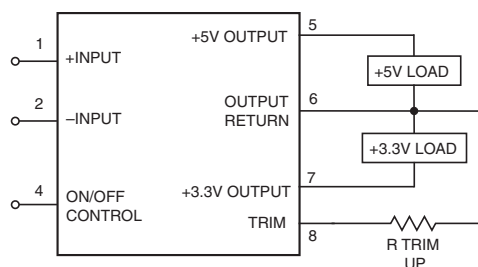 1
+INPUT
2
–INPUT
4
ON/OFF
CONTROL
+5V OUTPUT
5
OUTPUT
RETURN
6
+3.3V OUTPUT
7
TRIM
8
+5V LOAD
+3.3V LOAD
R TRIM
UP